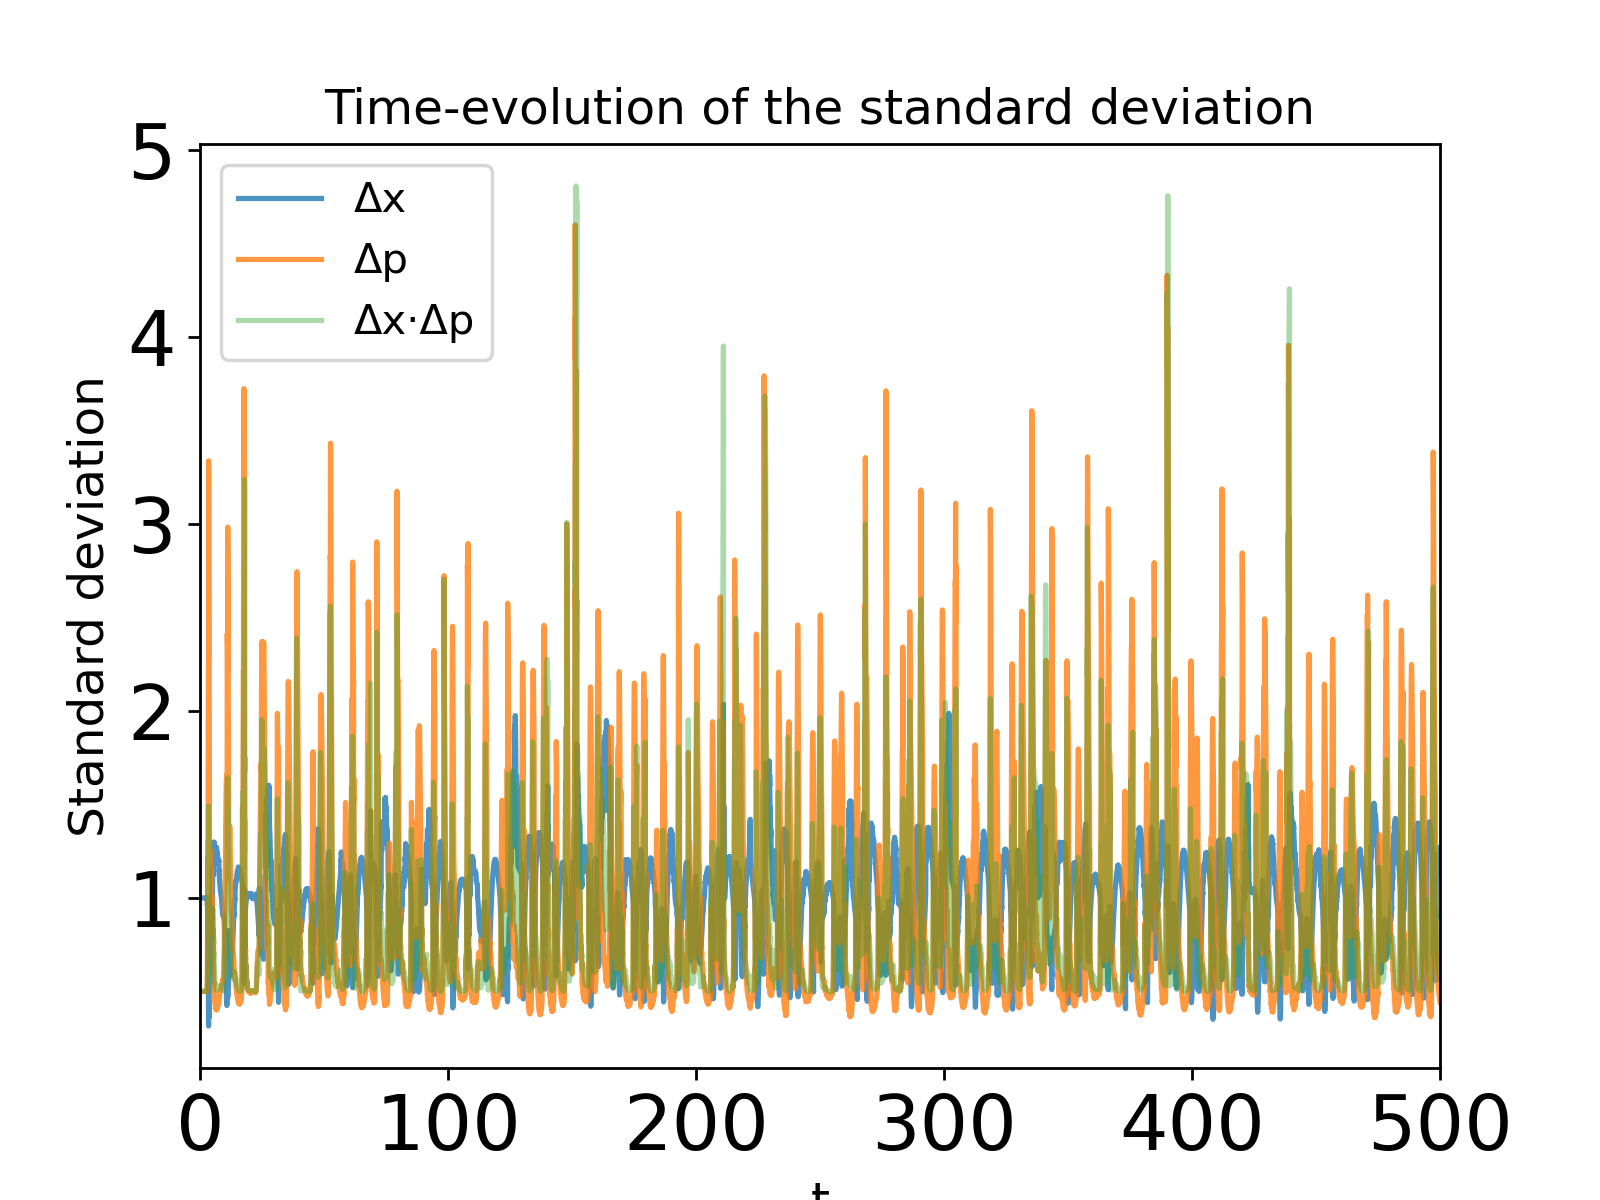 Time-evolution of the standard deviation
5
4
3
2
1
Standard deviation
Δx
Δp
Δx·Δp
0 100 200 300 400 500
t